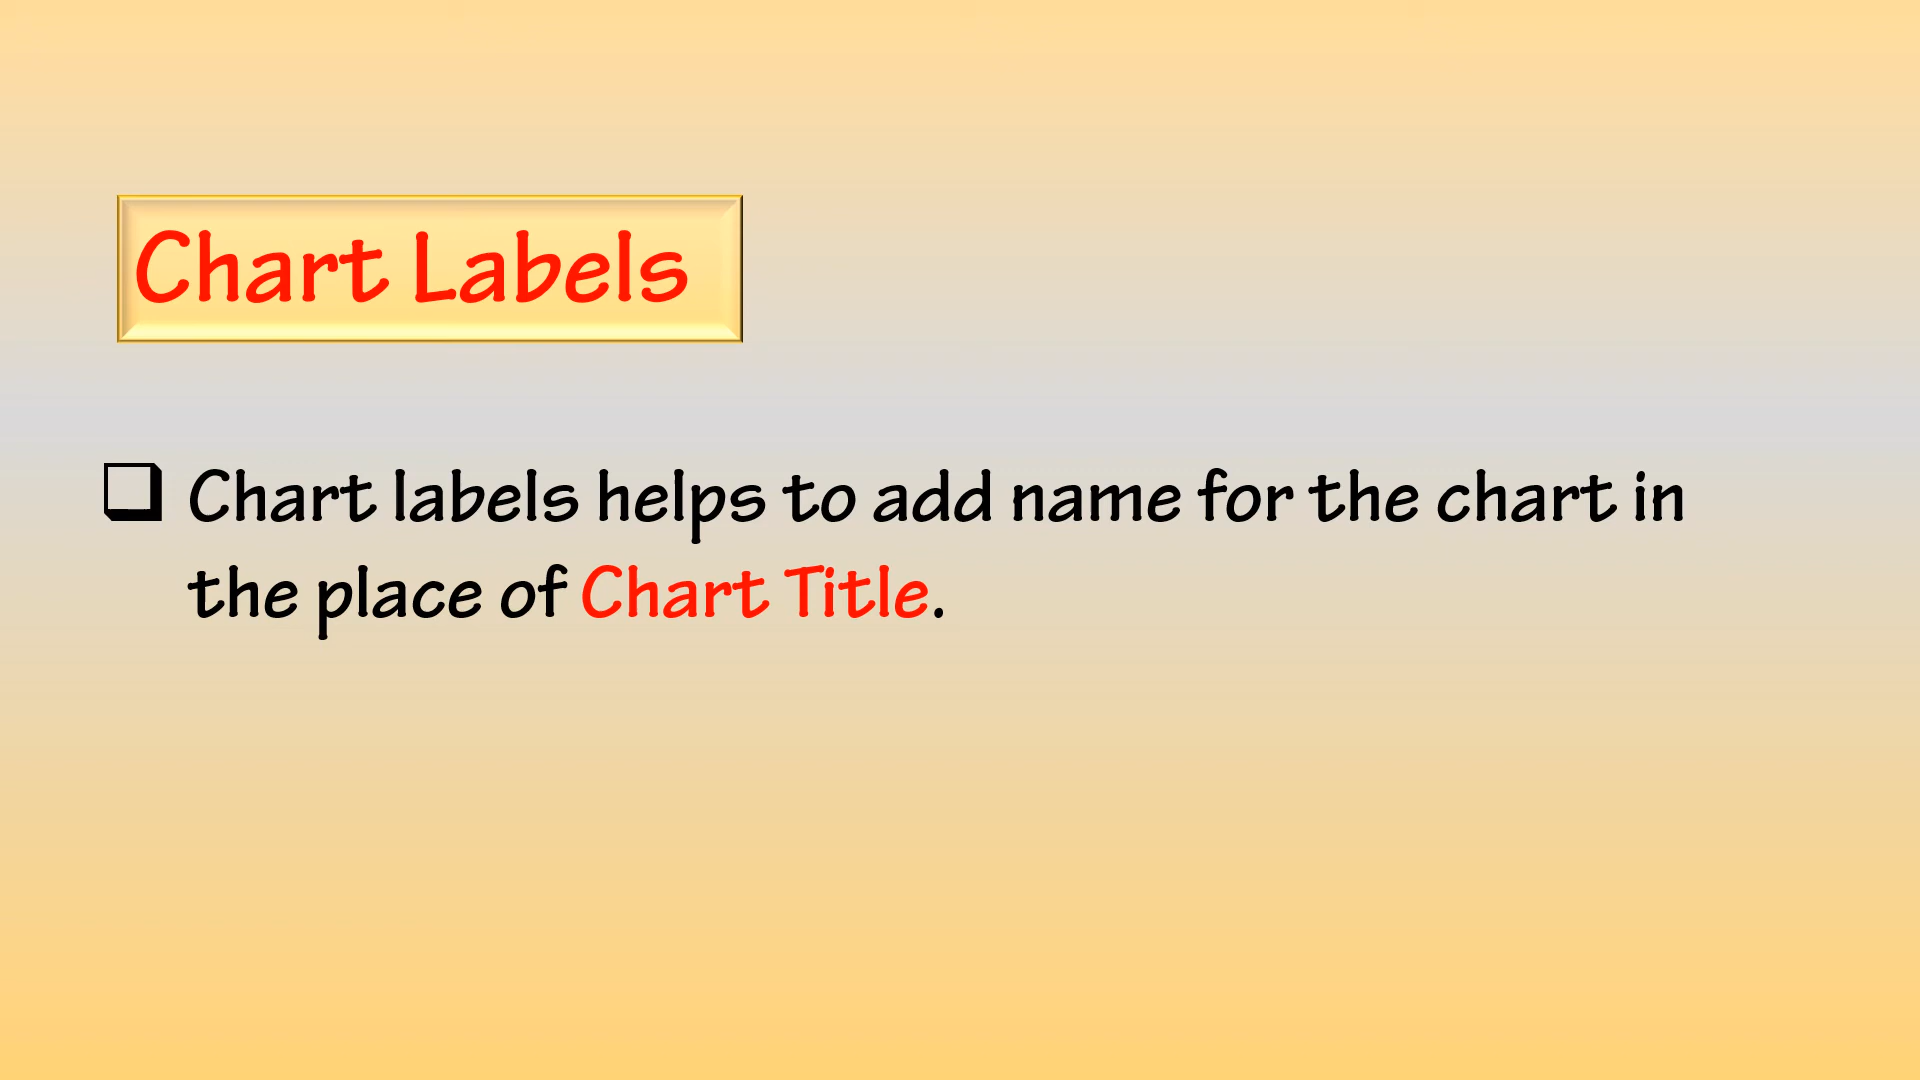 Chart Labels
Chart labels helps to add name for the chart in
the place of Chart Title.